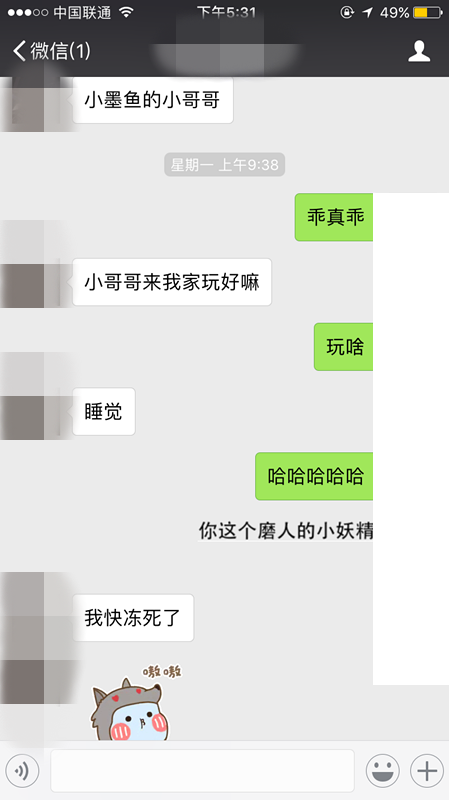 中国联通
下午5:31
49%
微信(1)
小墨鱼的小哥哥
星期一 上午9:38
乖真乖
小哥哥来我家玩好嘛
玩啥
睡觉
哈哈哈哈哈
你这个磨人的小妖精
我快冻死了
嗷嗷